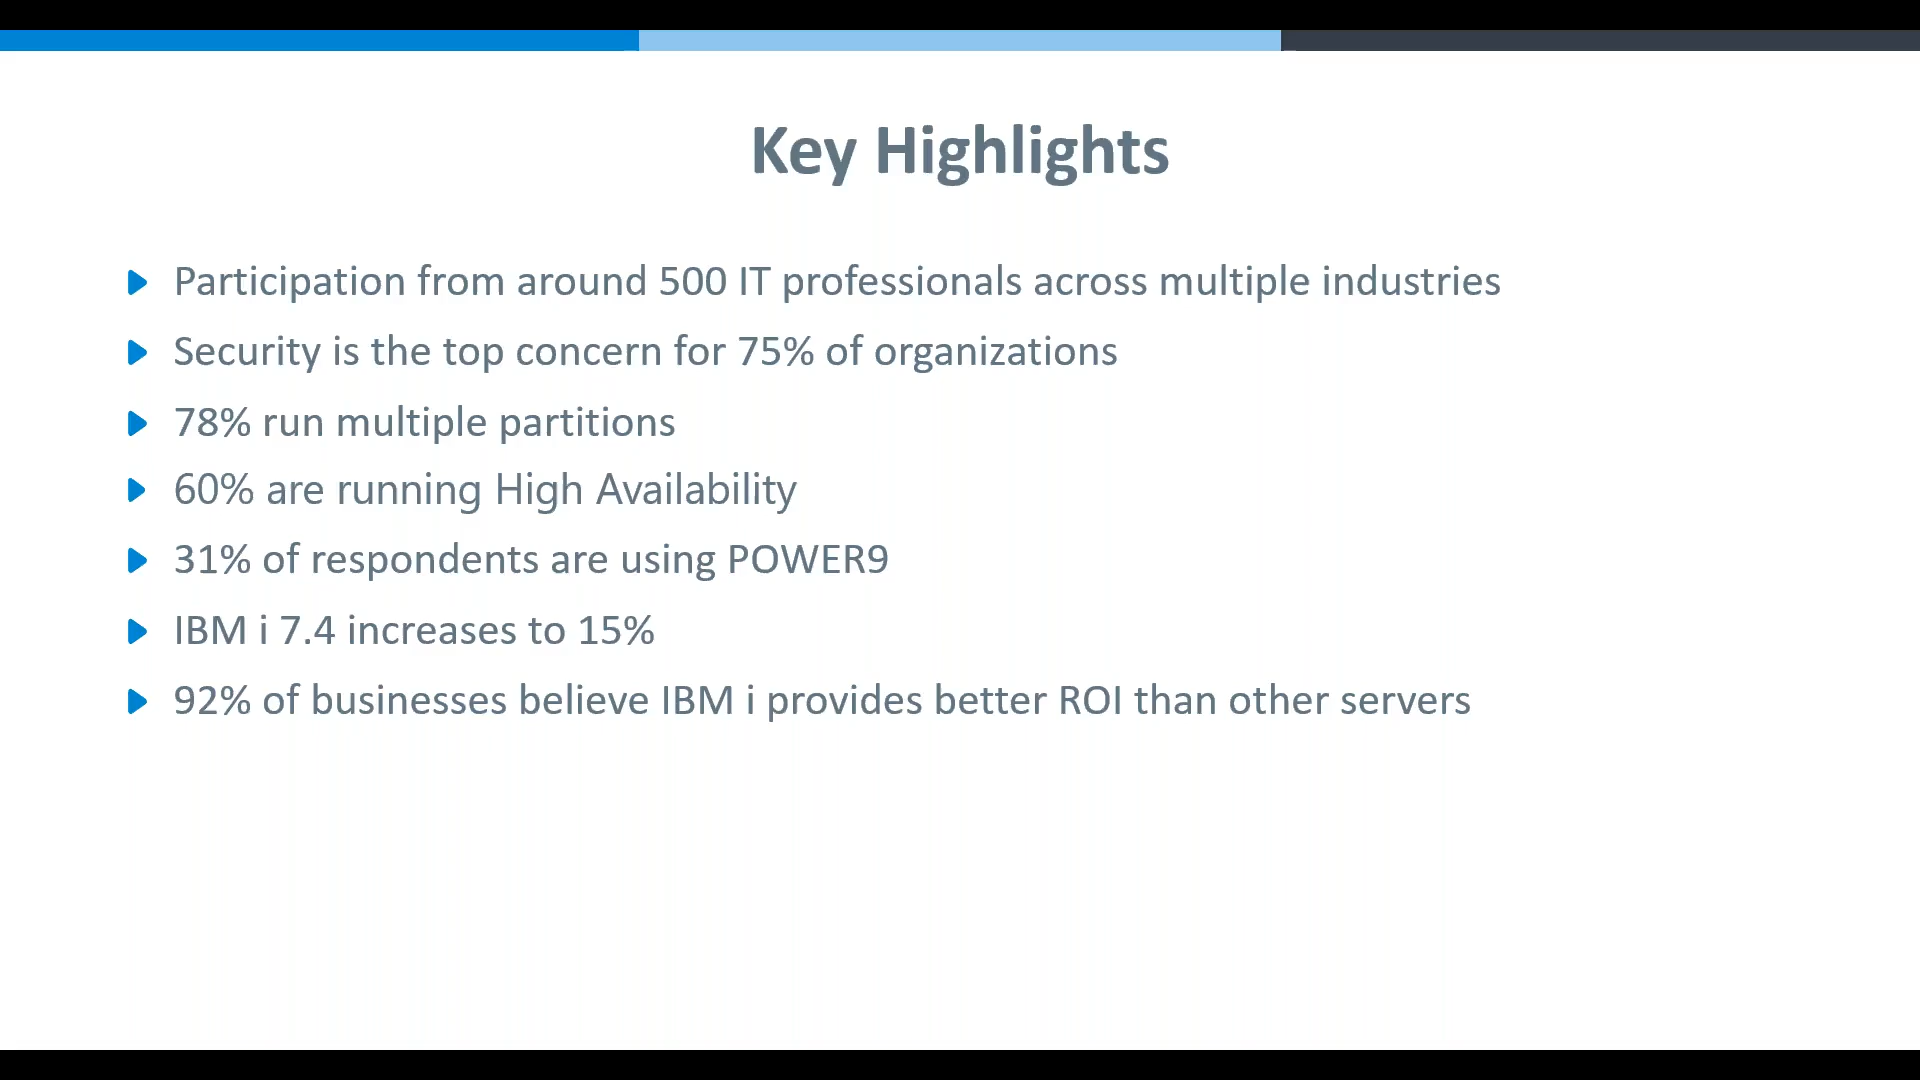 Key Highlights
Participation from around 500 IT professionals across multiple industries
Security is the top concern for 75% of organizations
78% run multiple partitions
60% are running High Availability
31% of respondents are using POWER9
IBM i 7.4 increases to 15%
92% of businesses believe IBM i provides better ROI than other servers